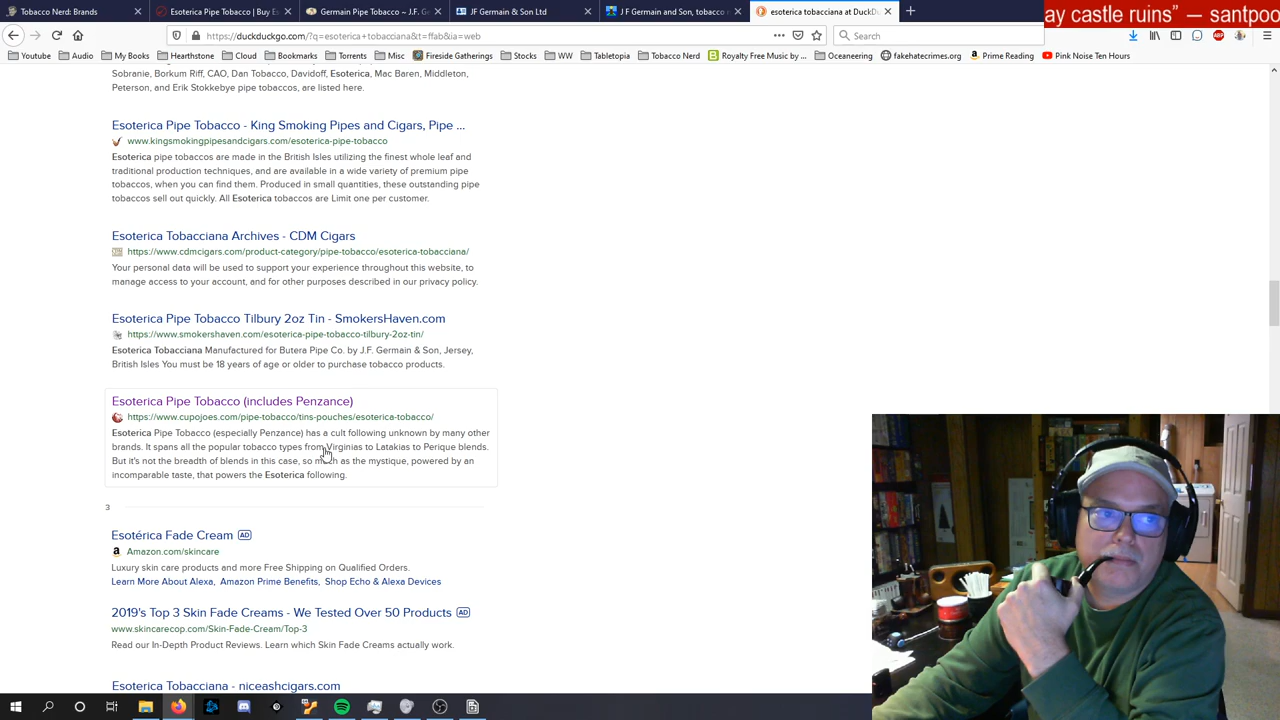 Tobacco Nerd: Brands
Esoterica Pipe Tobacco | Buy Es
Germain Pipe Tobacco ~ J.F. Ge
JF Germain & Son Ltd
J F Germain and Son, tobacco m
esoterica tobacciana at DuckDu
ay castle ruins” — santpoo
https://duckduckgo.com/?q=esoterica+tobacciana&t=ffab&ia=web
Search
Youtube
Audio
My Books
Hearthstone
Cloud
Bookmarks
Torrents
Misc
Fireside Gatherings
Stocks
WW
Tabletopia
Tobacco Nerd
Royalty Free Music by ...
Oceaneering
fakehatecrimes.org
Prime Reading
Pink Noise Ten Hours
Sobranie, Borkum Riff, CAO, Dan Tobacco, Davidoff, Esoterica, Mac Baren, Middleton,
Peterson, and Erik Stokkebye pipe tobaccos, are listed here.
Esoterica Pipe Tobacco - King Smoking Pipes and Cigars, Pipe ...
www.kingsmokingpipesandcigars.com/esoterica-pipe-tobacco
Esoterica pipe tobaccos are made in the British Isles utilizing the finest whole leaf and
traditional production techniques, and are available in a wide variety of premium pipe
tobaccos, when you can find them. Produced in small quantities, these outstanding pipe
tobaccos sell out quickly. All Esoterica tobaccos are Limit one per customer.
Esoterica Tobacciana Archives - CDM Cigars
https://www.cdmcigars.com/product-category/pipe-tobacco/esoterica-tobacciana/
Your personal data will be used to support your experience throughout this website, to
manage access to your account, and for other purposes described in our privacy policy.
Esoterica Pipe Tobacco Tilbury 2oz Tin - SmokersHaven.com
https://www.smokershaven.com/esoterica-pipe-tobacco-tilbury-2oz-tin/
Esoterica Tobacciana Manufactured for Butera Pipe Co. by J.F. Germain & Son, Jersey,
British Isles You must be 18 years of age or older to purchase tobacco products.
Esoterica Pipe Tobacco (includes Penzance)
https://www.cupojoes.com/pipe-tobacco/tins-pouches/esoterica-tobacco/
Esoterica Pipe Tobacco (especially Penzance) has a cult following unknown by many other
brands. It spans all the popular tobacco types from Virginias to Latakias to Perique blends.
But it's not the breadth of blends in this case, so much as the mystique, powered by an
incomparable taste, that powers the Esoterica following.
3
Esotérica Fade Cream AD
Amazon.com/skincare
Luxury skin care products and more Free Shipping on Qualified Orders.
Learn More About Alexa, Amazon Prime Benefits, Shop Echo & Alexa Devices
2019's Top 3 Skin Fade Creams - We Tested Over 50 Products AD
www.skincarecop.com/Skin-Fade-Cream/Top-3
Read our In-Depth Product Reviews. Learn which Skin Fade Creams actually work.
Esoterica Tobacciana - niceashcigars.com